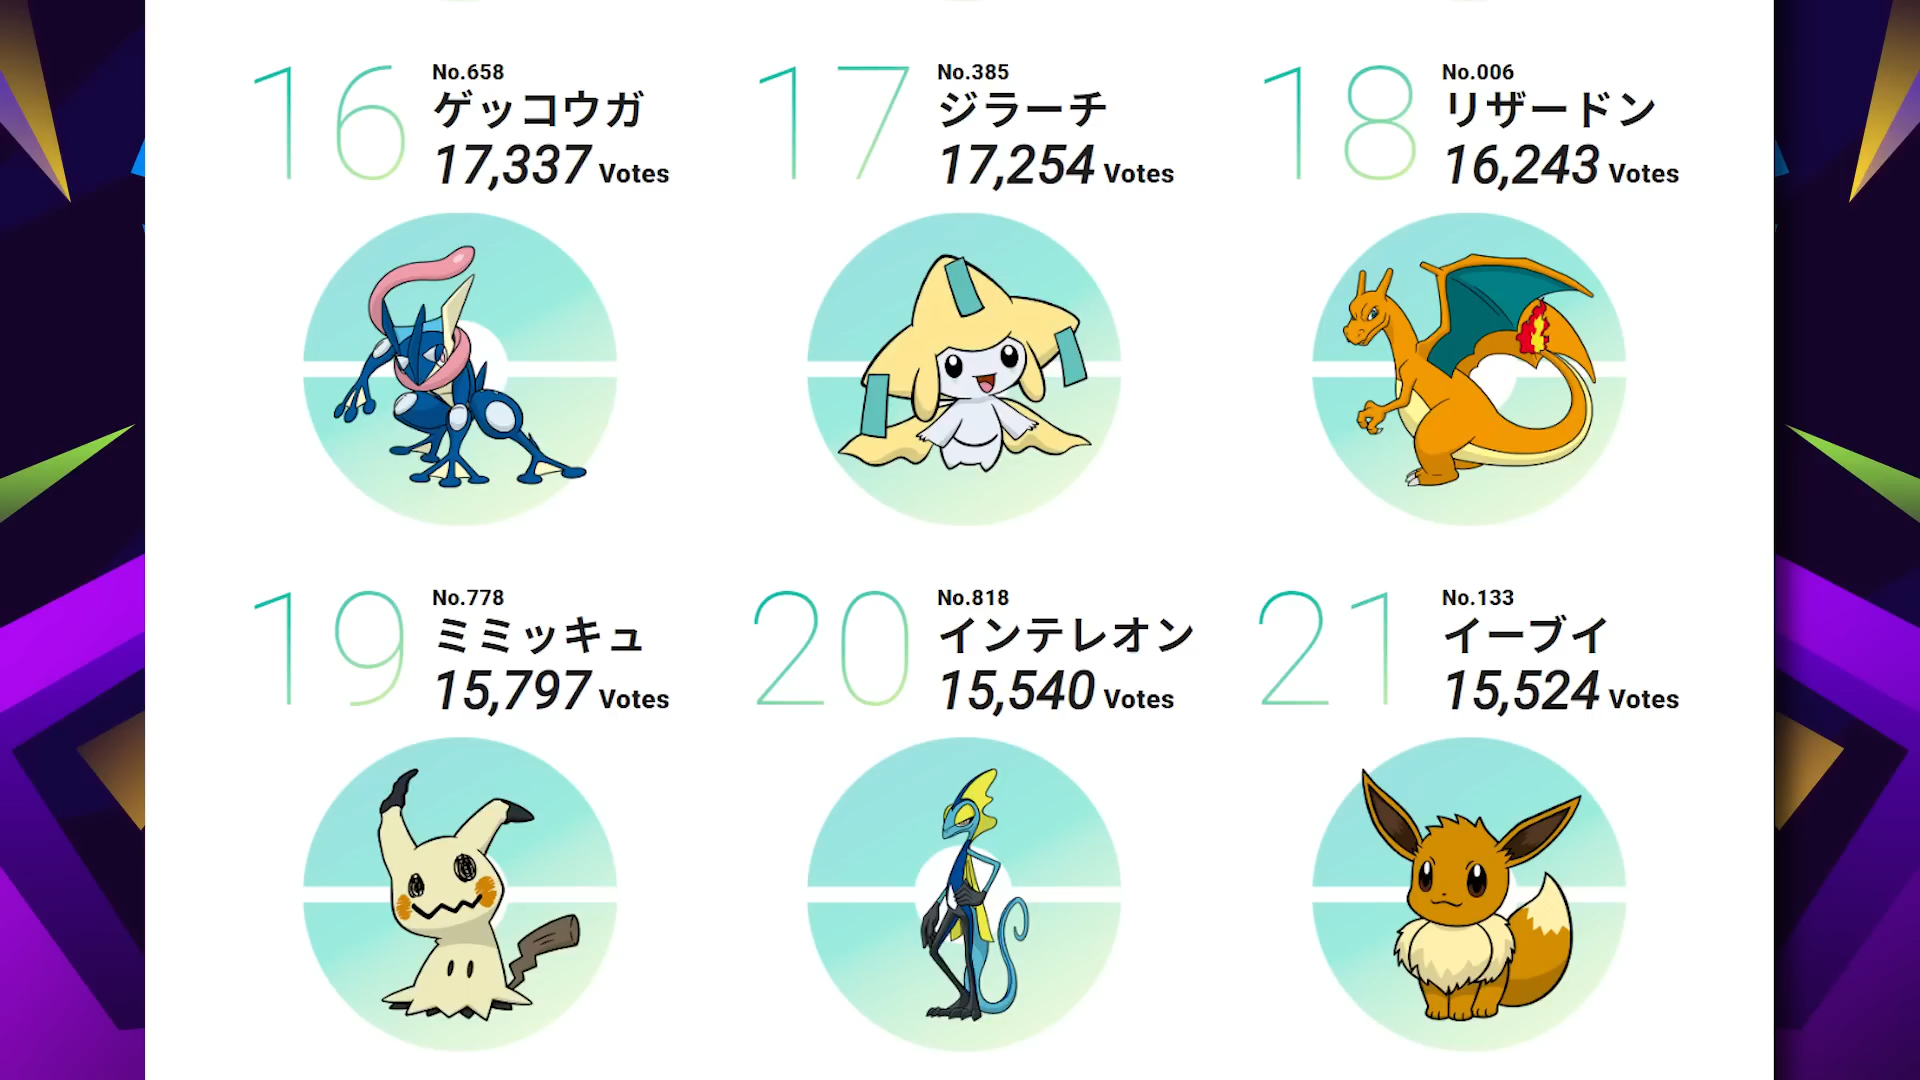 16
No.658
ゲッコウガ
17,337 Votes
17
No.385
ジラーチ
17,254 Votes
18
No.006
リザードン
16,243 Votes
19
No.778
ミミッキュ
15,797 Votes
20
No.818
インテレオン
15,540 Votes
21
No.133
イーブイ
15,524 Votes